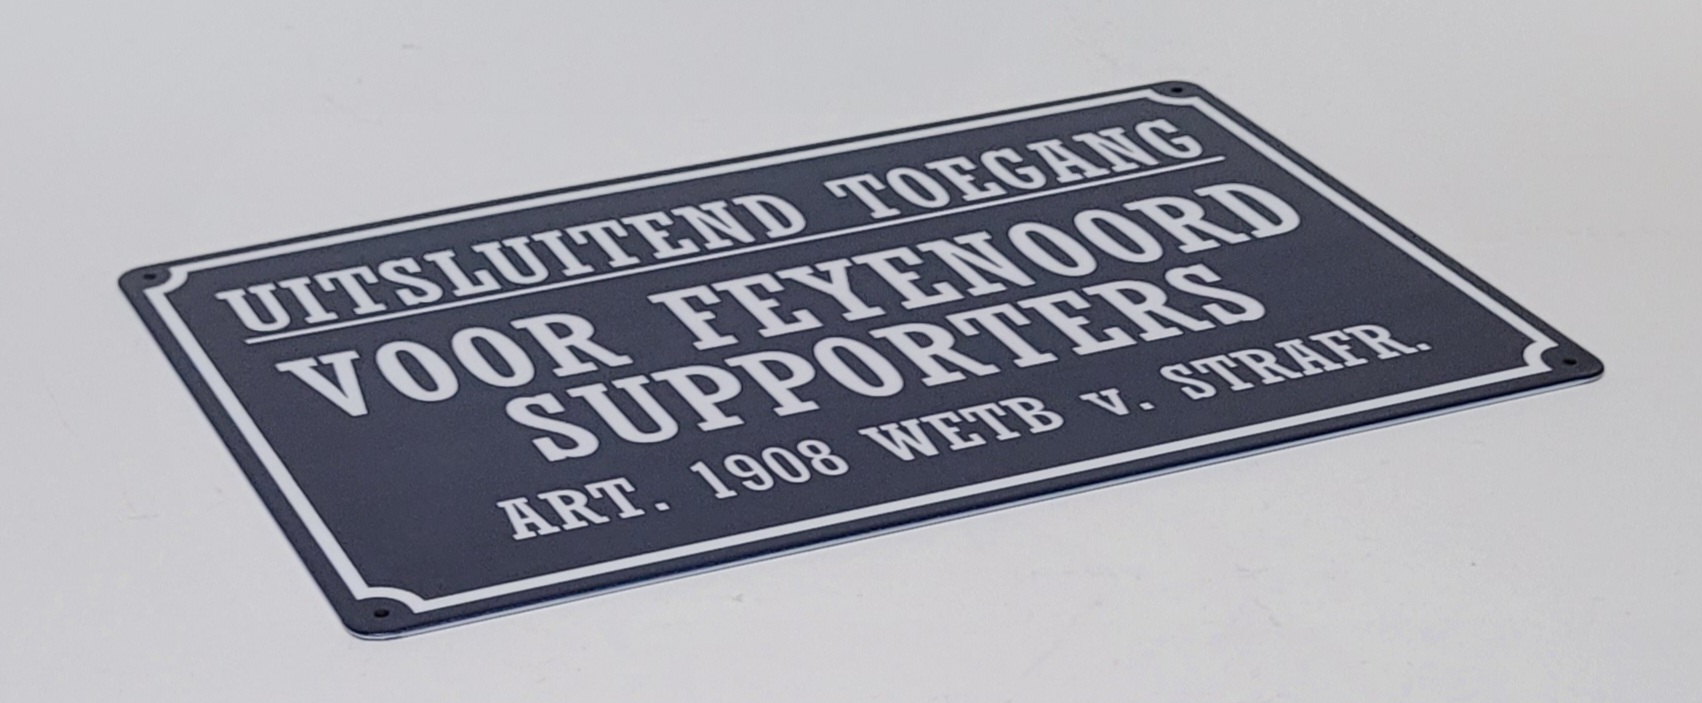 UITSLUITEND TOEGANG
VOOR FEYENOORD
SUPPORTERS
ART. 1908 WETB v. STRAFR.